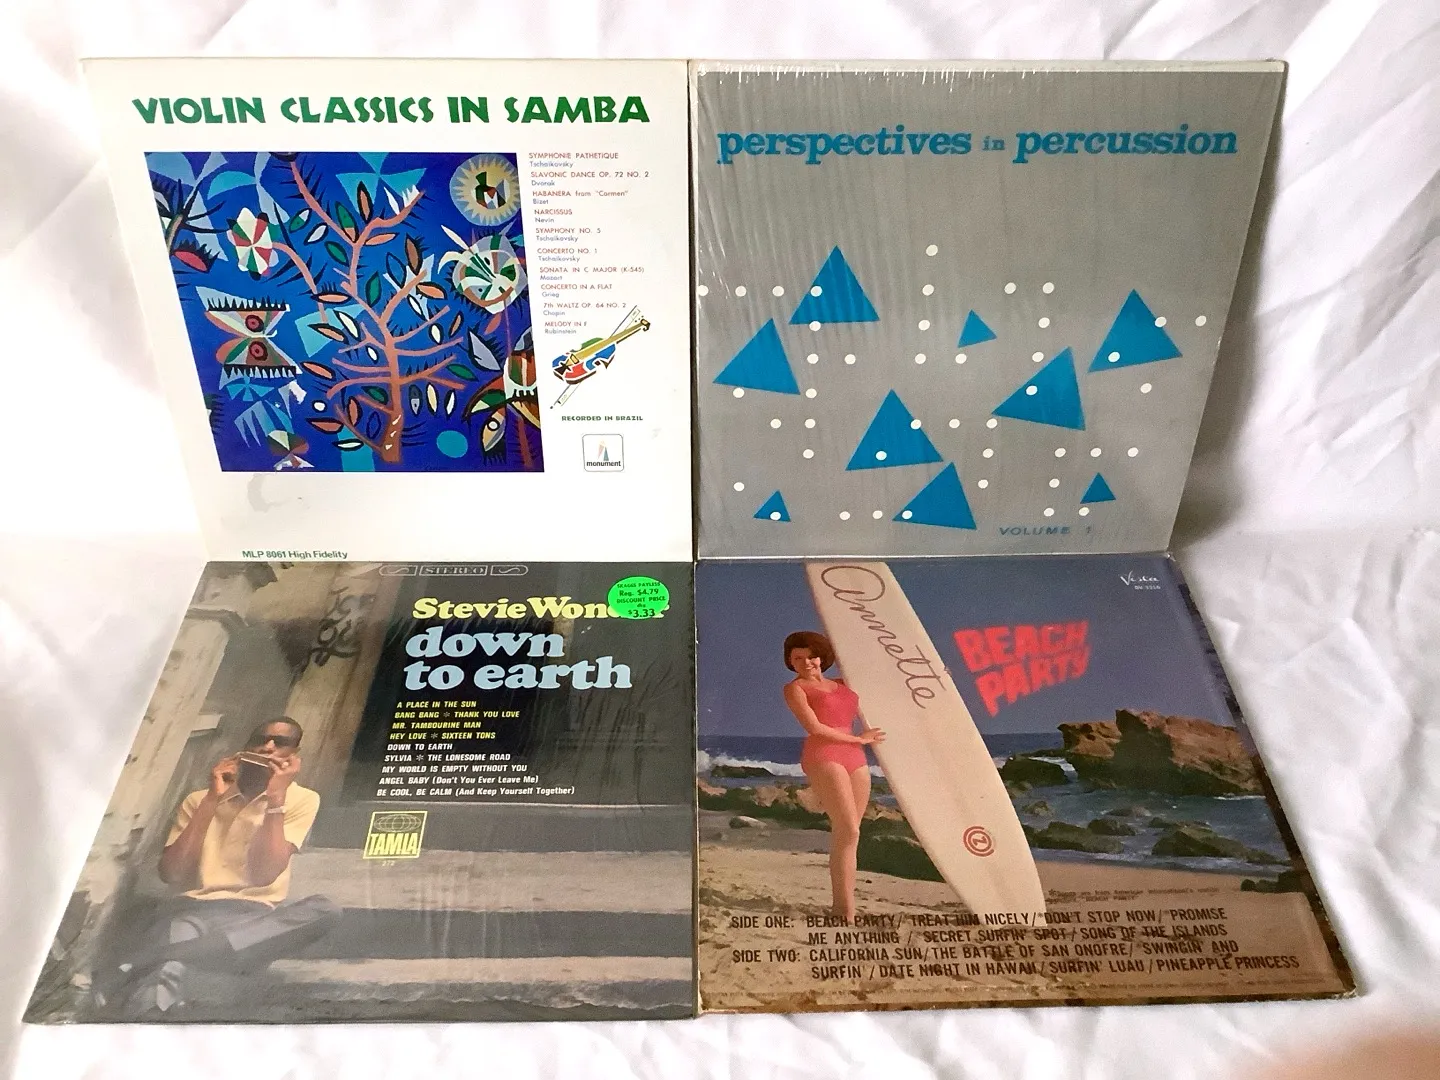 VIOLIN CLASSICS IN SAMBA
SYMPHONIE PATHETIQUE
Tschaikovsky
SLAVONIC DANCE OP. 72 NO. 2
Dvorak
HABANERA from "Carmen"
Bizet
NARCISSUS
Nevin
SYMPHONY NO. 5
Tschaikovsky
CONCERTO NO. 1
Tschaikovsky
SONATA IN C MAJOR (K-545)
Mozart
CONCERTO IN A FLAT
Grieg
7th WALTZ OP. 64 NO. 2
Chopin
MELODY IN F
Rubinstein
RECORDED IN BRAZIL
monument
MLP 8061 High Fidelity
perspectives in percussion
VOLUME 1
STEREO
Stevie Won
Reg. $4.79
DISCOUNT PRICE
$3.33
down
to earth
A PLACE IN THE SUN
BANG BANG * THANK YOU LOVE
MR. TAMBOURINE MAN
HEY LOVE * SIXTEEN TONS
DOWN TO EARTH
SYLVIA * THE LONESOME ROAD
MY WORLD IS EMPTY WITHOUT YOU
ANGEL BABY (Don't You Ever Leave Me)
BE COOL, BE CALM (And Keep Yourself Together)
TAMLA
272
Vista
annette
BEACH
PARTY
SIDE ONE: BEACH PARTY/*TREAT HIM NICELY/*DON'T STOP NOW/*PROMISE
ME ANYTHING / *SECRET SURFIN' SPOT/SONG OF THE ISLANDS
SIDE TWO: CALIFORNIA SUN/THE BATTLE OF SAN ONOFRE/*SWINGIN' AND
SURFIN'/DATE NIGHT IN HAWAII/SURFIN' LUAU/PINEAPPLE PRINCESS